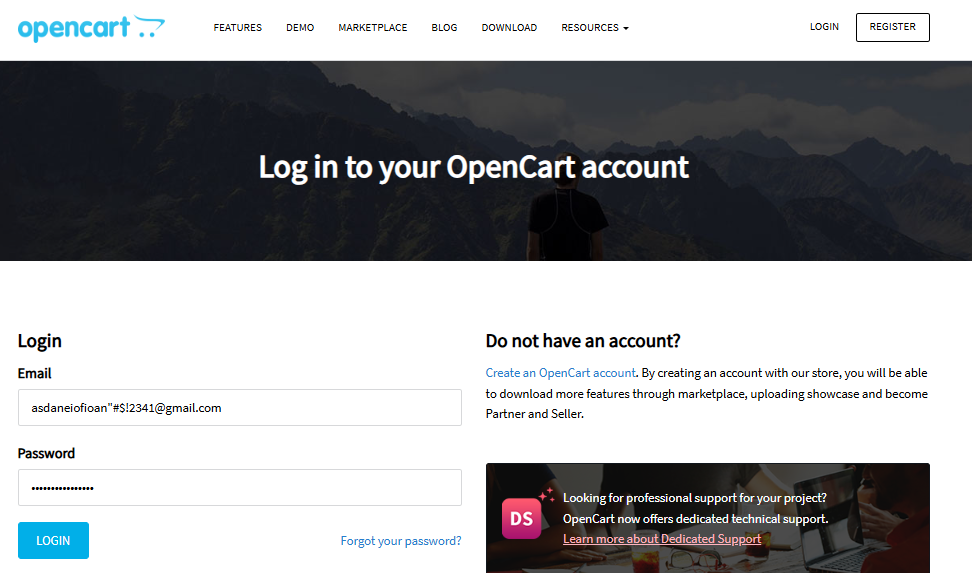 opencart
FEATURES DEMO MARKETPLACE BLOG DOWNLOAD RESOURCES LOGIN REGISTER
Log in to your OpenCart account
Login
Email
asdaneiofioan"#$!2341@gmail.com
Password
••••••••••••••••
LOGIN
Forgot your password?
Do not have an account?
Create an OpenCart account. By creating an account with our store, you will be able
to download more features through marketplace, uploading showcase and become
Partner and Seller.
DS
Looking for professional support for your project?
OpenCart now offers dedicated technical support.
Learn more about Dedicated Support